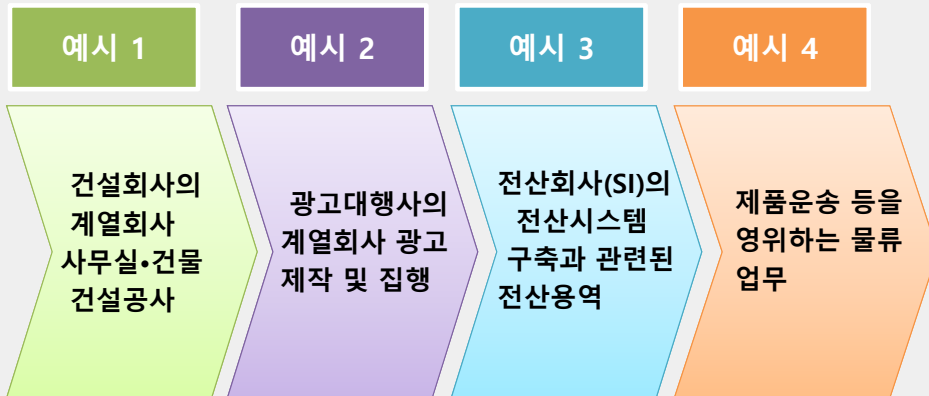 예시 1
예시 2
예시 3
예시 4
건설회사의
계열회사
사무실•건물
건설공사
광고대행사의
계열회사 광고
제작 및 집행
전산회사(SI)의
전산시스템
구축과 관련된
전산용역
제품운송 등을
영위하는 물류
업무